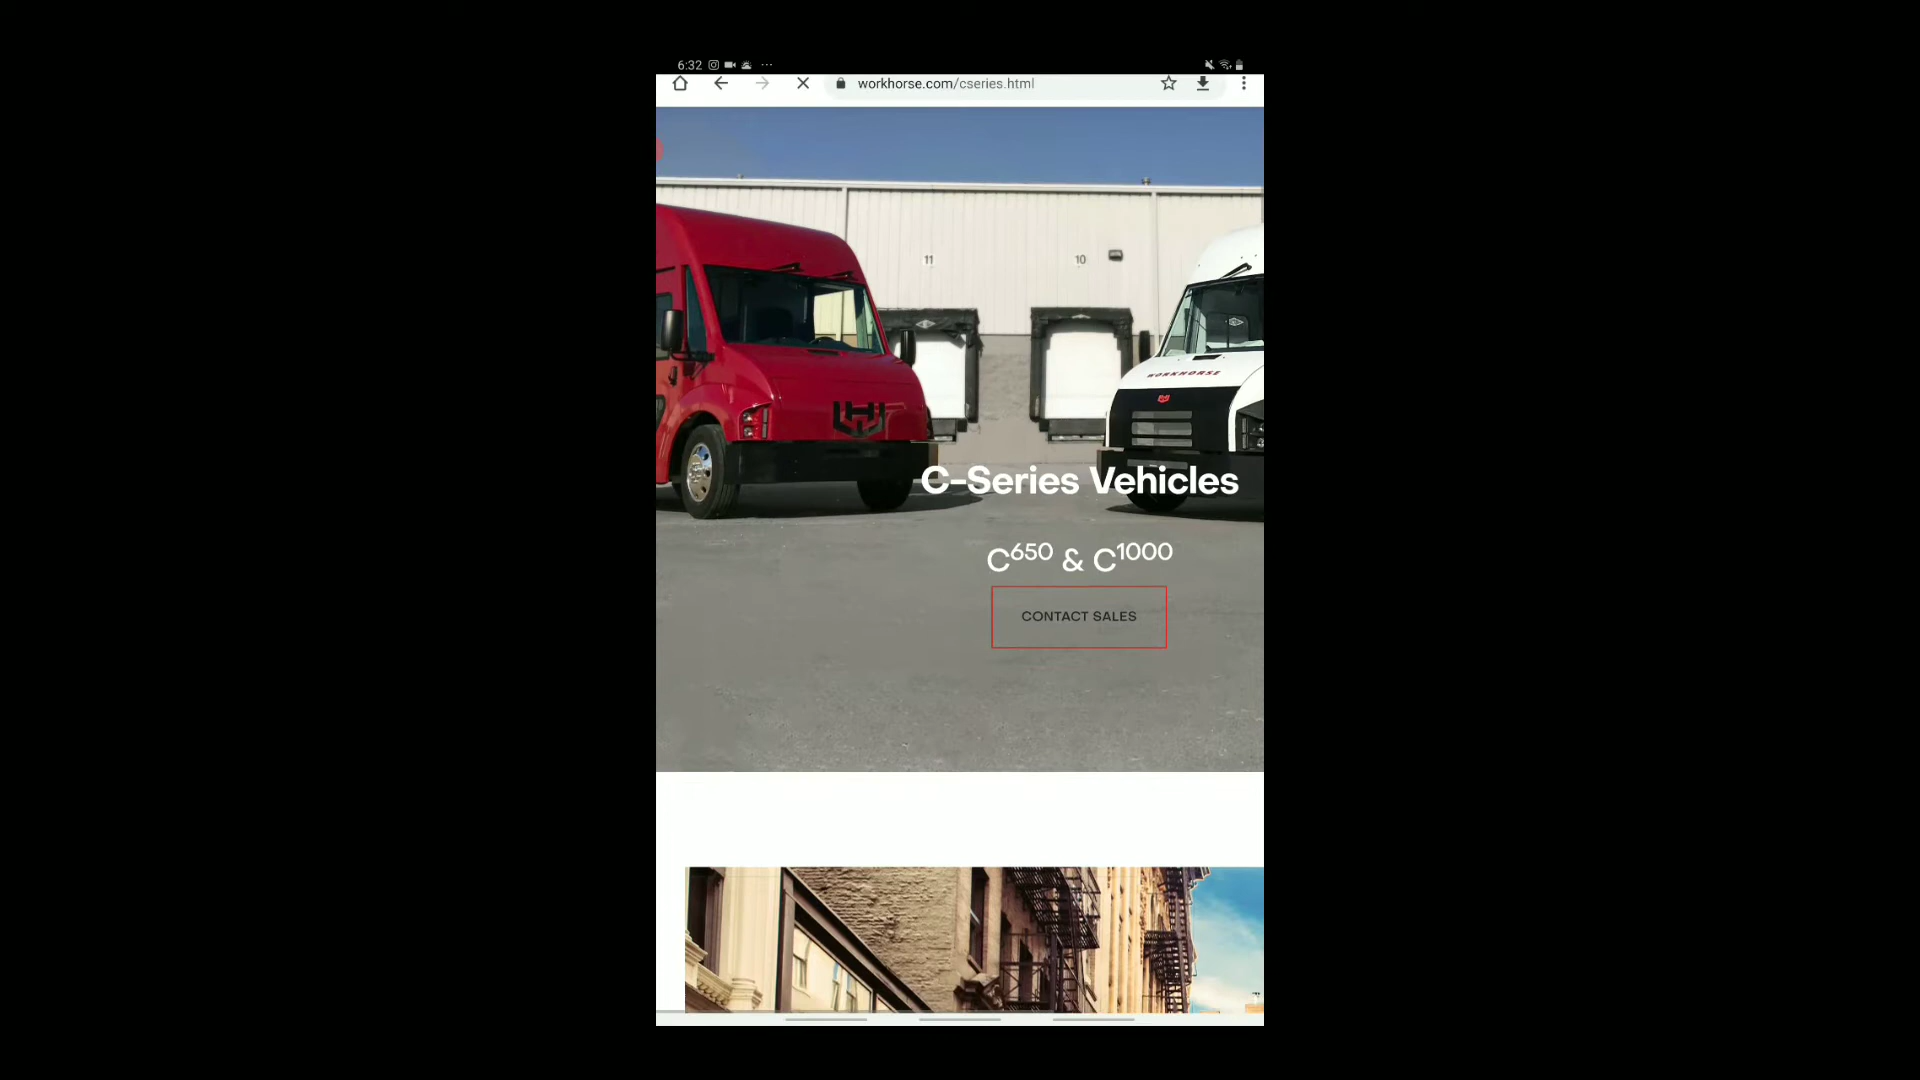 6:32
workhorse.com/cseries.html
11
10
WORKHORSE
C-Series Vehicles
C650 & C1000
CONTACT SALES